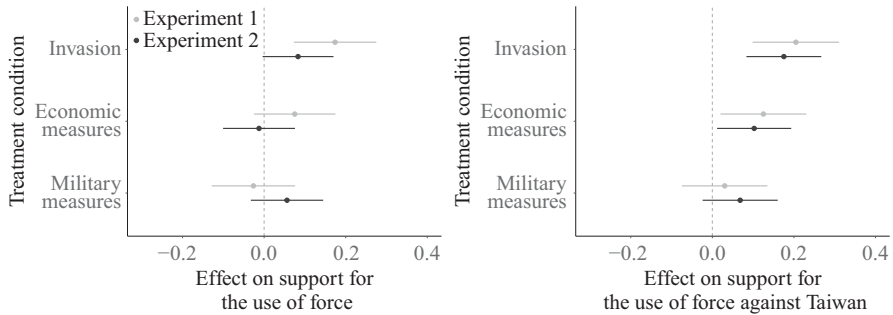 Experiment 1
Experiment 2
Treatment condition
Invasion
Economic
measures
Military
measures
−0.2
0.0
0.2
0.4
Effect on support for
the use of force
Treatment condition
Invasion
Economic
measures
Military
measures
−0.2
0.0
0.2
0.4
Effect on support for
the use of force against Taiwan